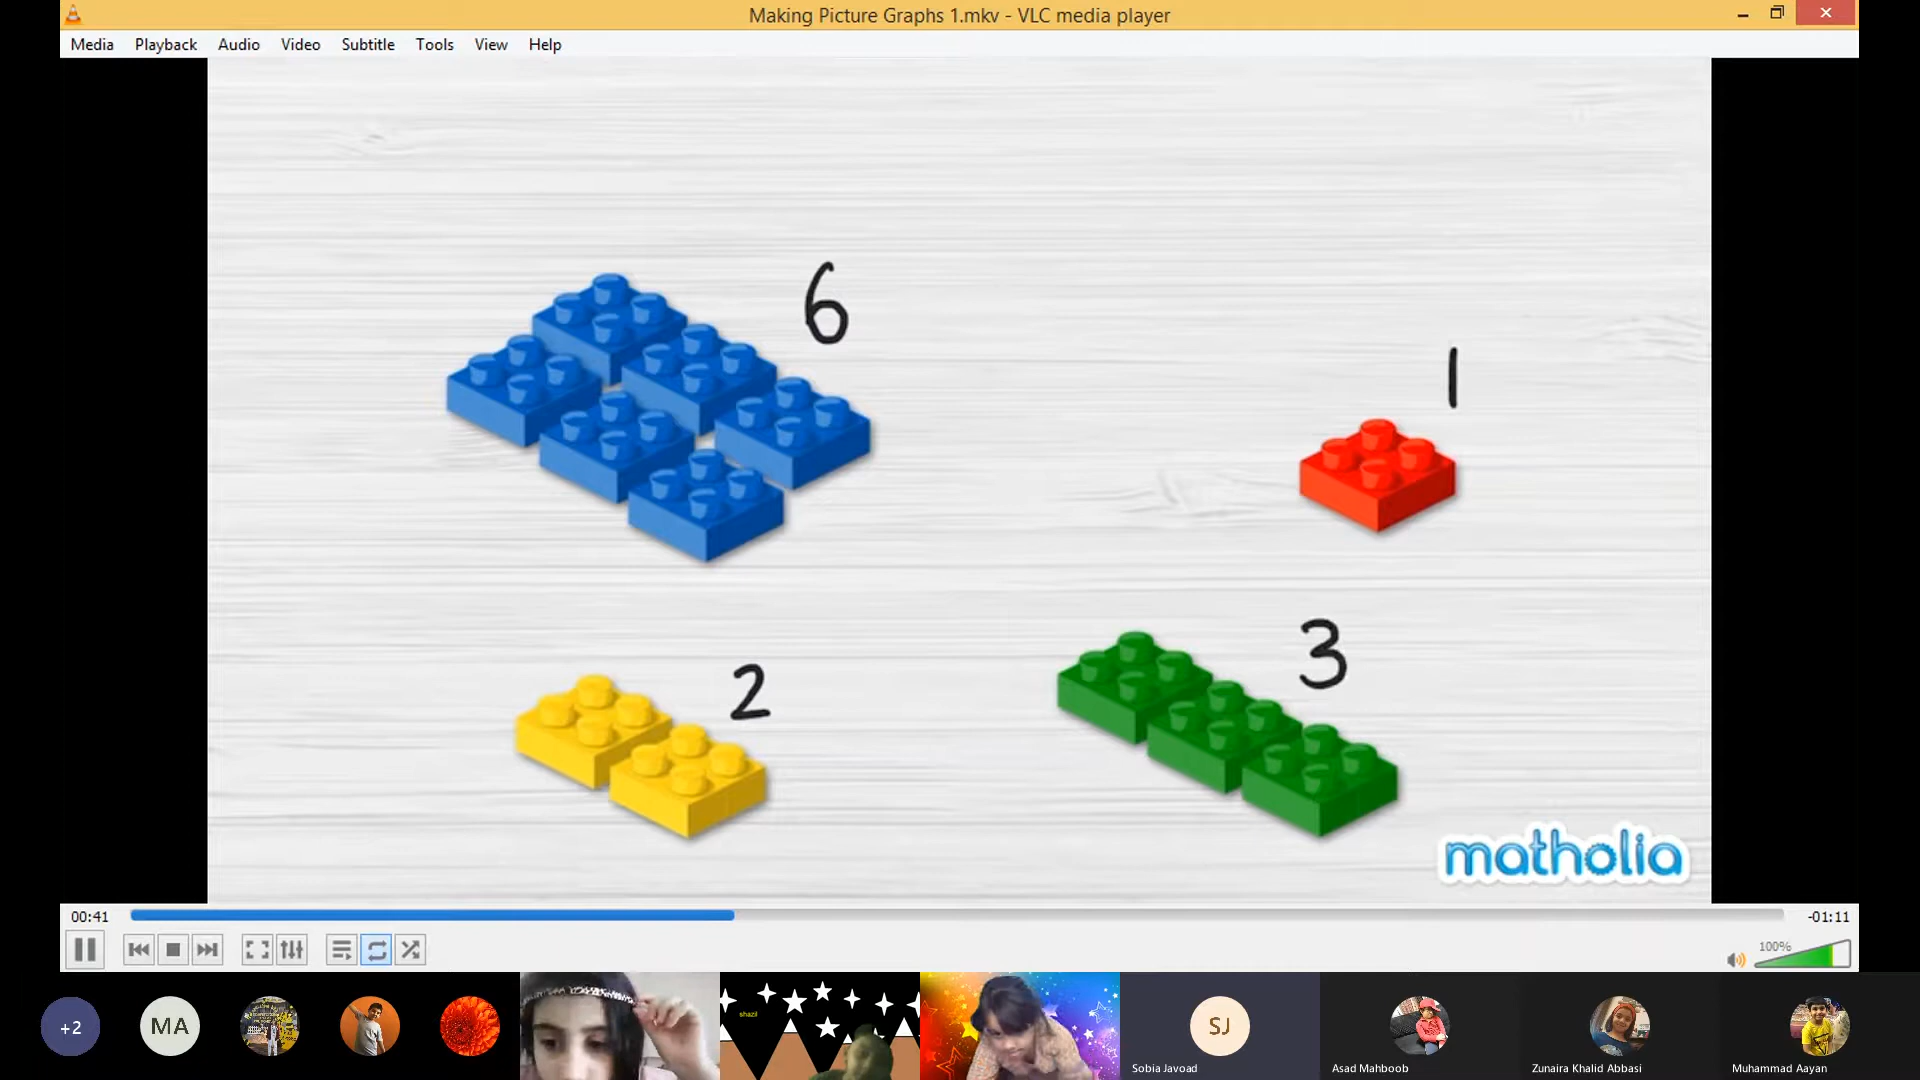 Making Picture Graphs 1.mkv - VLC media player
Media Playback Audio Video Subtitle Tools View Help
6
1
2
3
matholia
00:41
-01:11
100%
+2
MA
shazil
SJ
Sobia Javoad
Asad Mahboob
Zunaira Khalid Abbasi
Muhammad Aayan